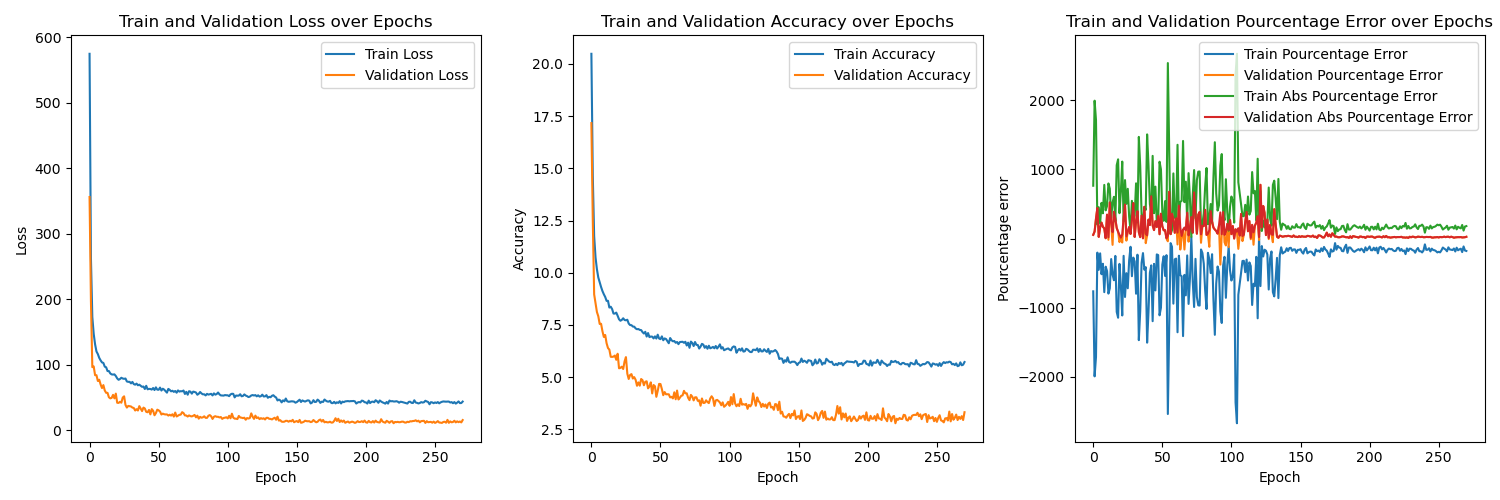 Train and Validation Loss over Epochs
Loss
600
500
400
300
200
100
0
Train Loss
Validation Loss
0 50 100 150 200 250
Epoch
Train and Validation Accuracy over Epochs
Accuracy
20.0
17.5
15.0
12.5
10.0
7.5
5.0
2.5
Train Accuracy
Validation Accuracy
0 50 100 150 200 250
Epoch
Train and Validation Pourcentage Error over Epochs
Pourcentage error
2000
1000
0
−1000
−2000
Train Pourcentage Error
Validation Pourcentage Error
Train Abs Pourcentage Error
Validation Abs Pourcentage Error
0 50 100 150 200 250
Epoch